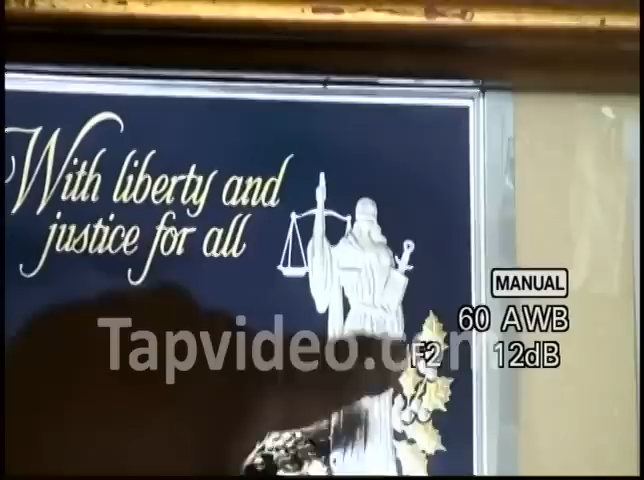 With liberty and
justice for all
MANUAL
60 AWB
F2 12dB
Tapvideo.com